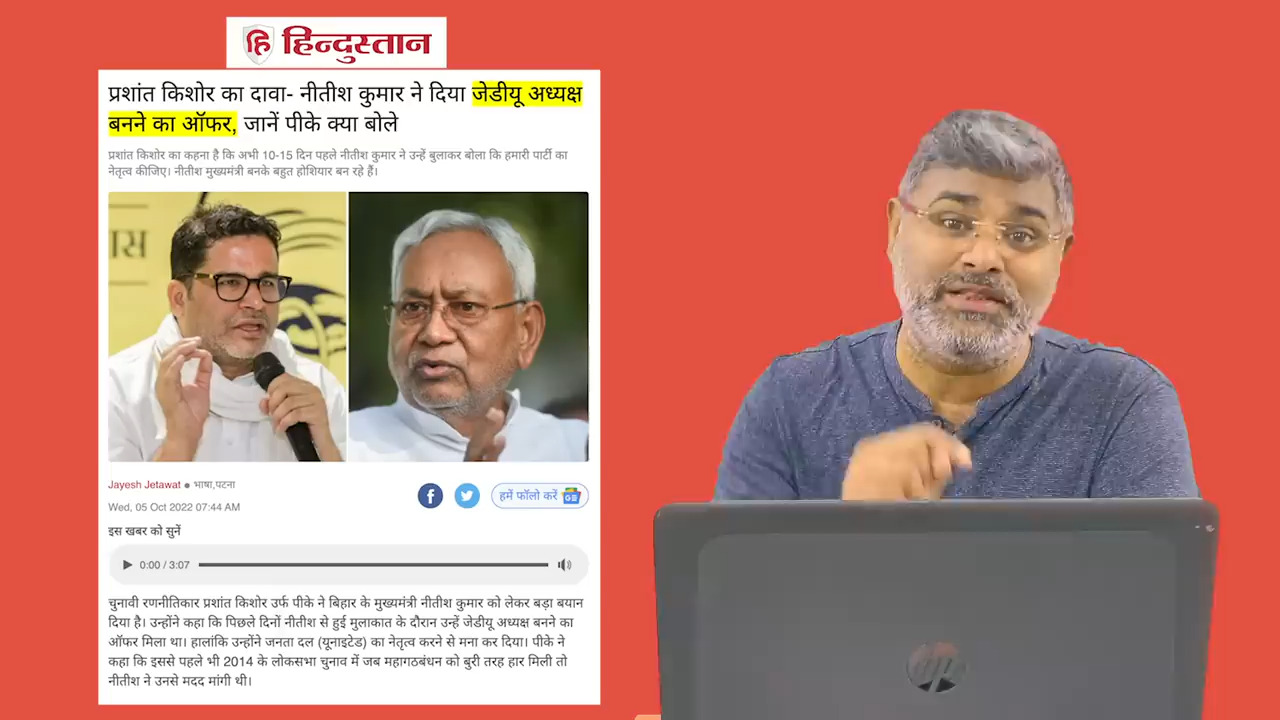 हि हिन्दुस्तान
प्रशांत किशोर का दावा- नीतीश कुमार ने दिया जेडीयू अध्यक्ष
बनने का ऑफर, जानें पीके क्या बोले
प्रशांत किशोर का कहना है कि अभी 10-15 दिन पहले नीतीश कुमार ने उन्हें बुलाकर बोला कि हमारी पार्टी का
नेतृत्व कीजिए। नीतीश मुख्यमंत्री बनके बहुत होशियार बन रहे हैं।
ास
Jayesh Jetawat ● भाषा,पटना
Wed, 05 Oct 2022 07:44 AM
हमें फॉलो करें
इस खबर को सुनें
0:00 / 3:07
चुनावी रणनीतिकार प्रशांत किशोर उर्फ पीके ने बिहार के मुख्यमंत्री नीतीश कुमार को लेकर बड़ा बयान
दिया है। उन्होंने कहा कि पिछले दिनों नीतीश से हुई मुलाकात के दौरान उन्हें जेडीयू अध्यक्ष बनने का
ऑफर मिला था। हालांकि उन्होंने जनता दल (यूनाइटेड) का नेतृत्व करने से मना कर दिया। पीके ने
कहा कि इससे पहले भी 2014 के लोकसभा चुनाव में जब महागठबंधन को बुरी तरह हार मिली तो
नीतीश ने उनसे मदद मांगी थी।
hp